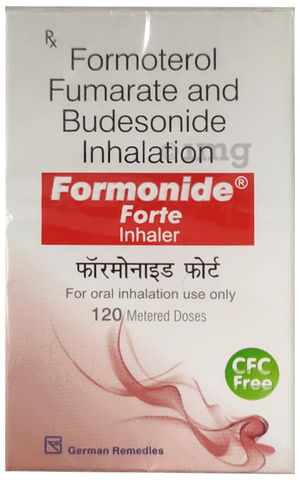 Rx
Formoterol
Fumarate and
Budesonide
Inhalation
Formonide®
Forte
Inhaler
फॉरमोनाइड फोर्ट
For oral inhalation use only
120 Metered Doses
CFC
Free
German Remedies